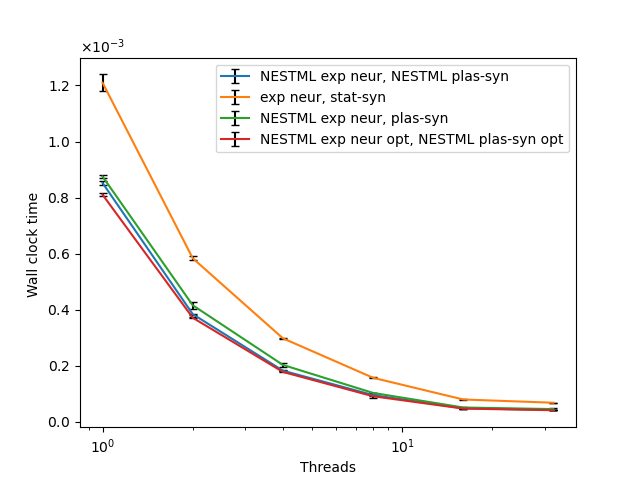 ×10⁻³
1.2
1.0
0.8
0.6
0.4
0.2
0.0
Wall clock time
NESTML exp neur, NESTML plas-syn
exp neur, stat-syn
NESTML exp neur, plas-syn
NESTML exp neur opt, NESTML plas-syn opt
10⁰
10¹
Threads